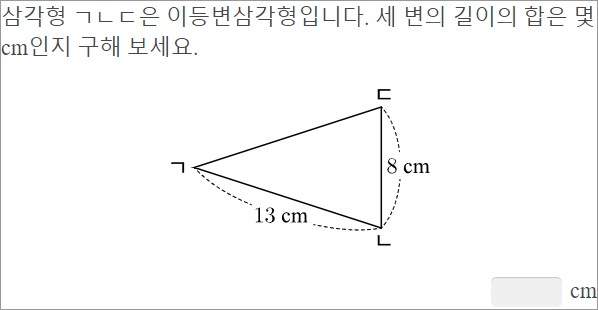 삼각형 ㄱㄴㄷ은 이등변삼각형입니다. 세 변의 길이의 합은 몇
cm인지 구해 보세요.
ㄷ
ㄱ
8 cm
13 cm
ㄴ
cm